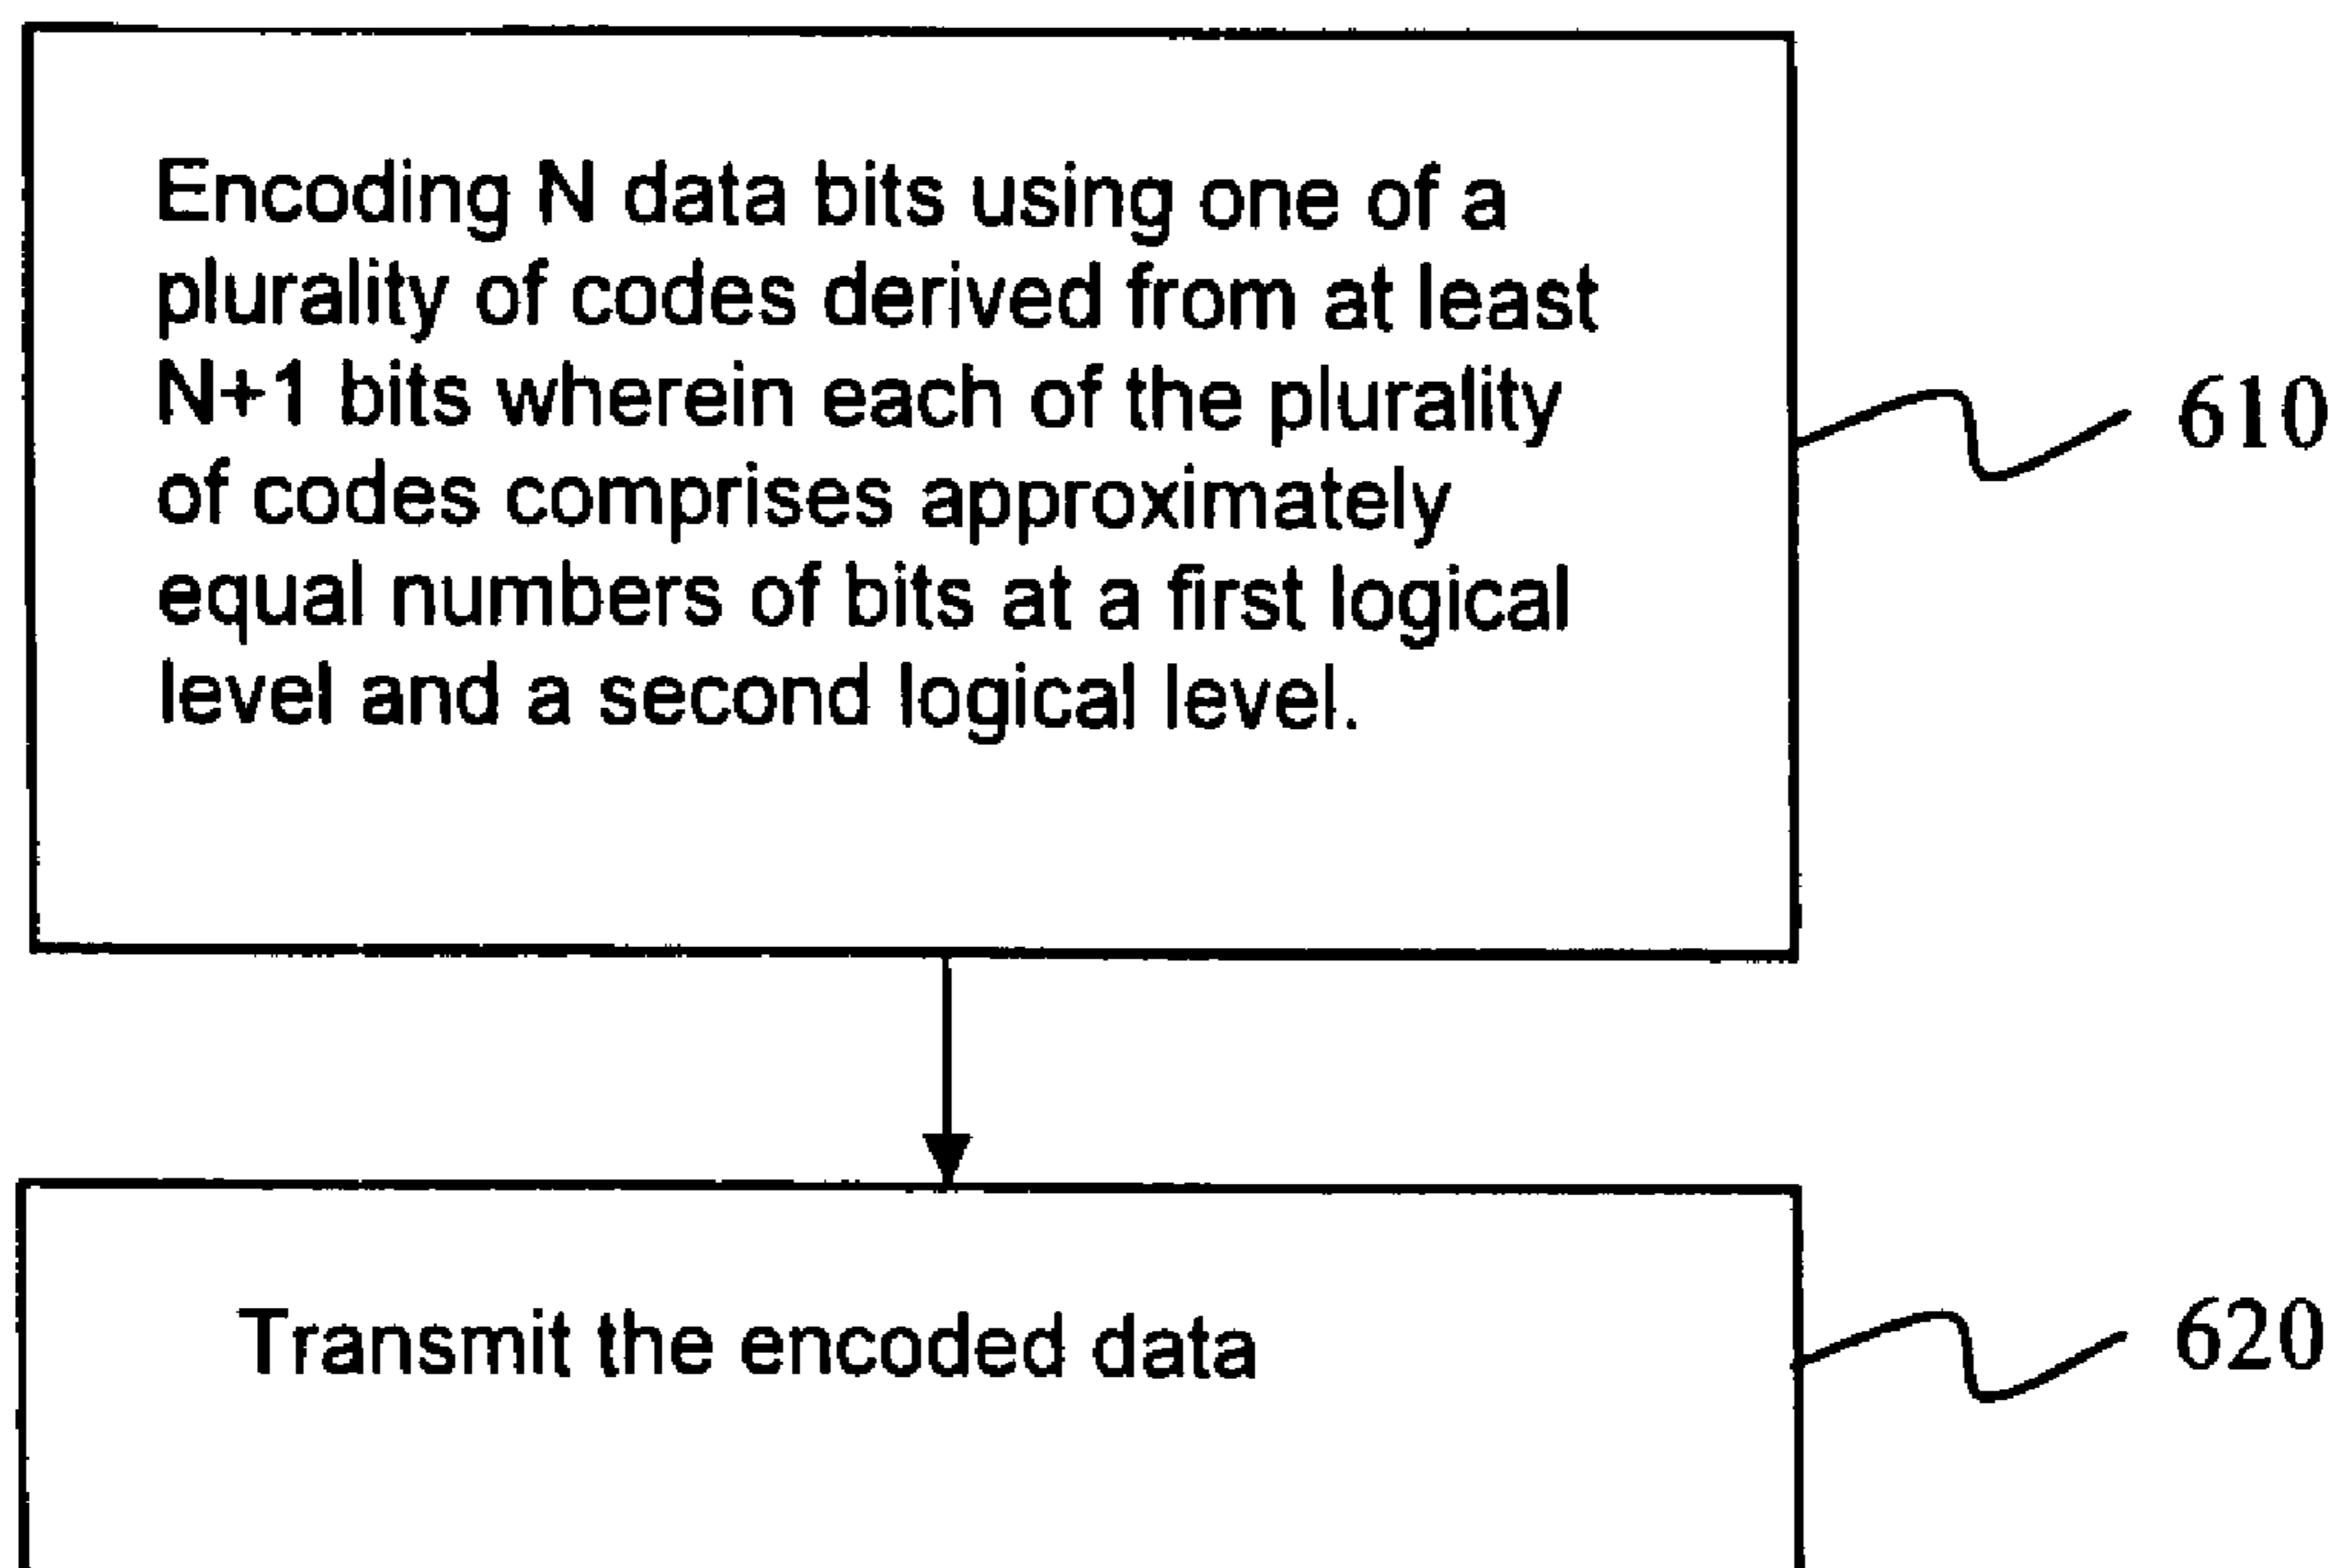 Encoding N data bits using one of a
plurality of codes derived from at least
N+1 bits wherein each of the plurality
of codes comprises approximately
equal numbers of bits at a first logical
level and a second logical level.
610
Transmit the encoded data
620